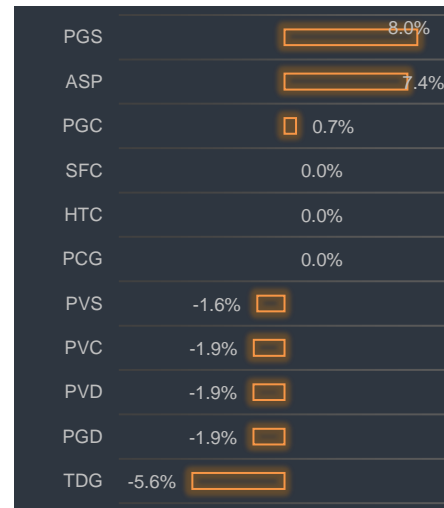 PGS 8.0%
ASP 7.4%
PGC 0.7%
SFC 0.0%
HTC 0.0%
PCG 0.0%
PVS -1.6%
PVC -1.9%
PVD -1.9%
PGD -1.9%
TDG -5.6%